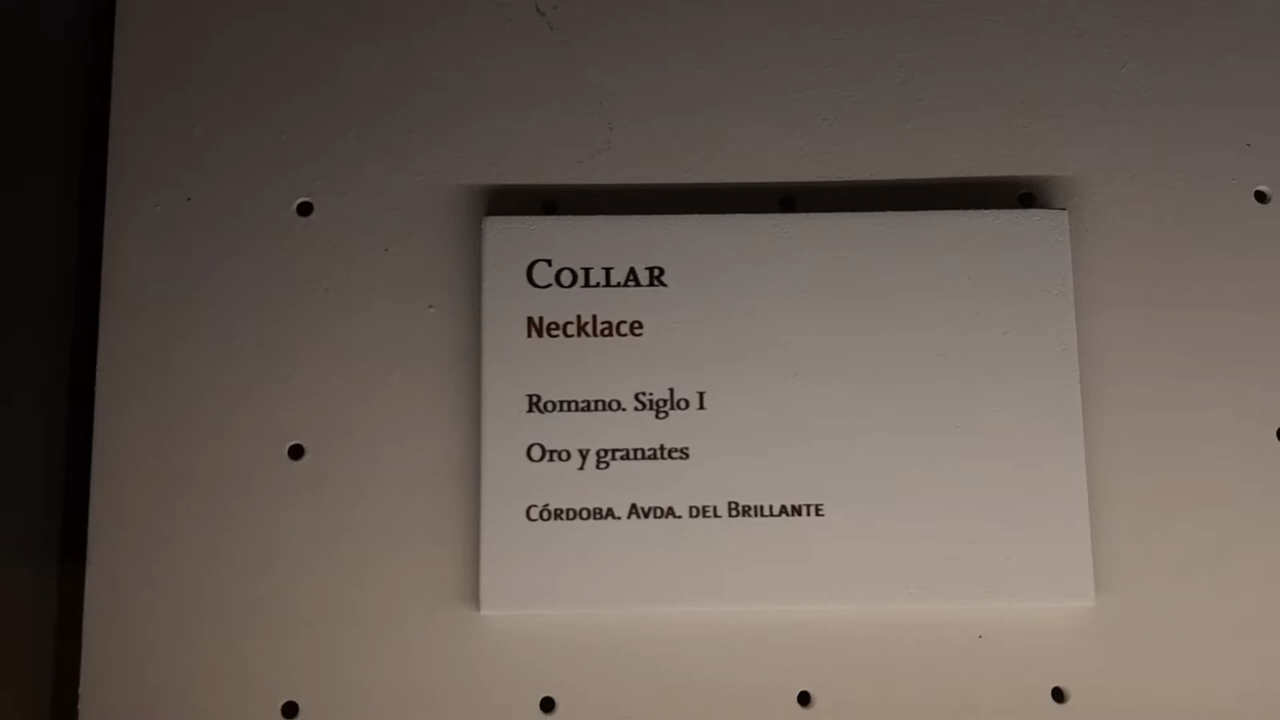 Collar
Necklace
Romano. Siglo I
Oro y granates
Córdoba. Avda. del Brillante